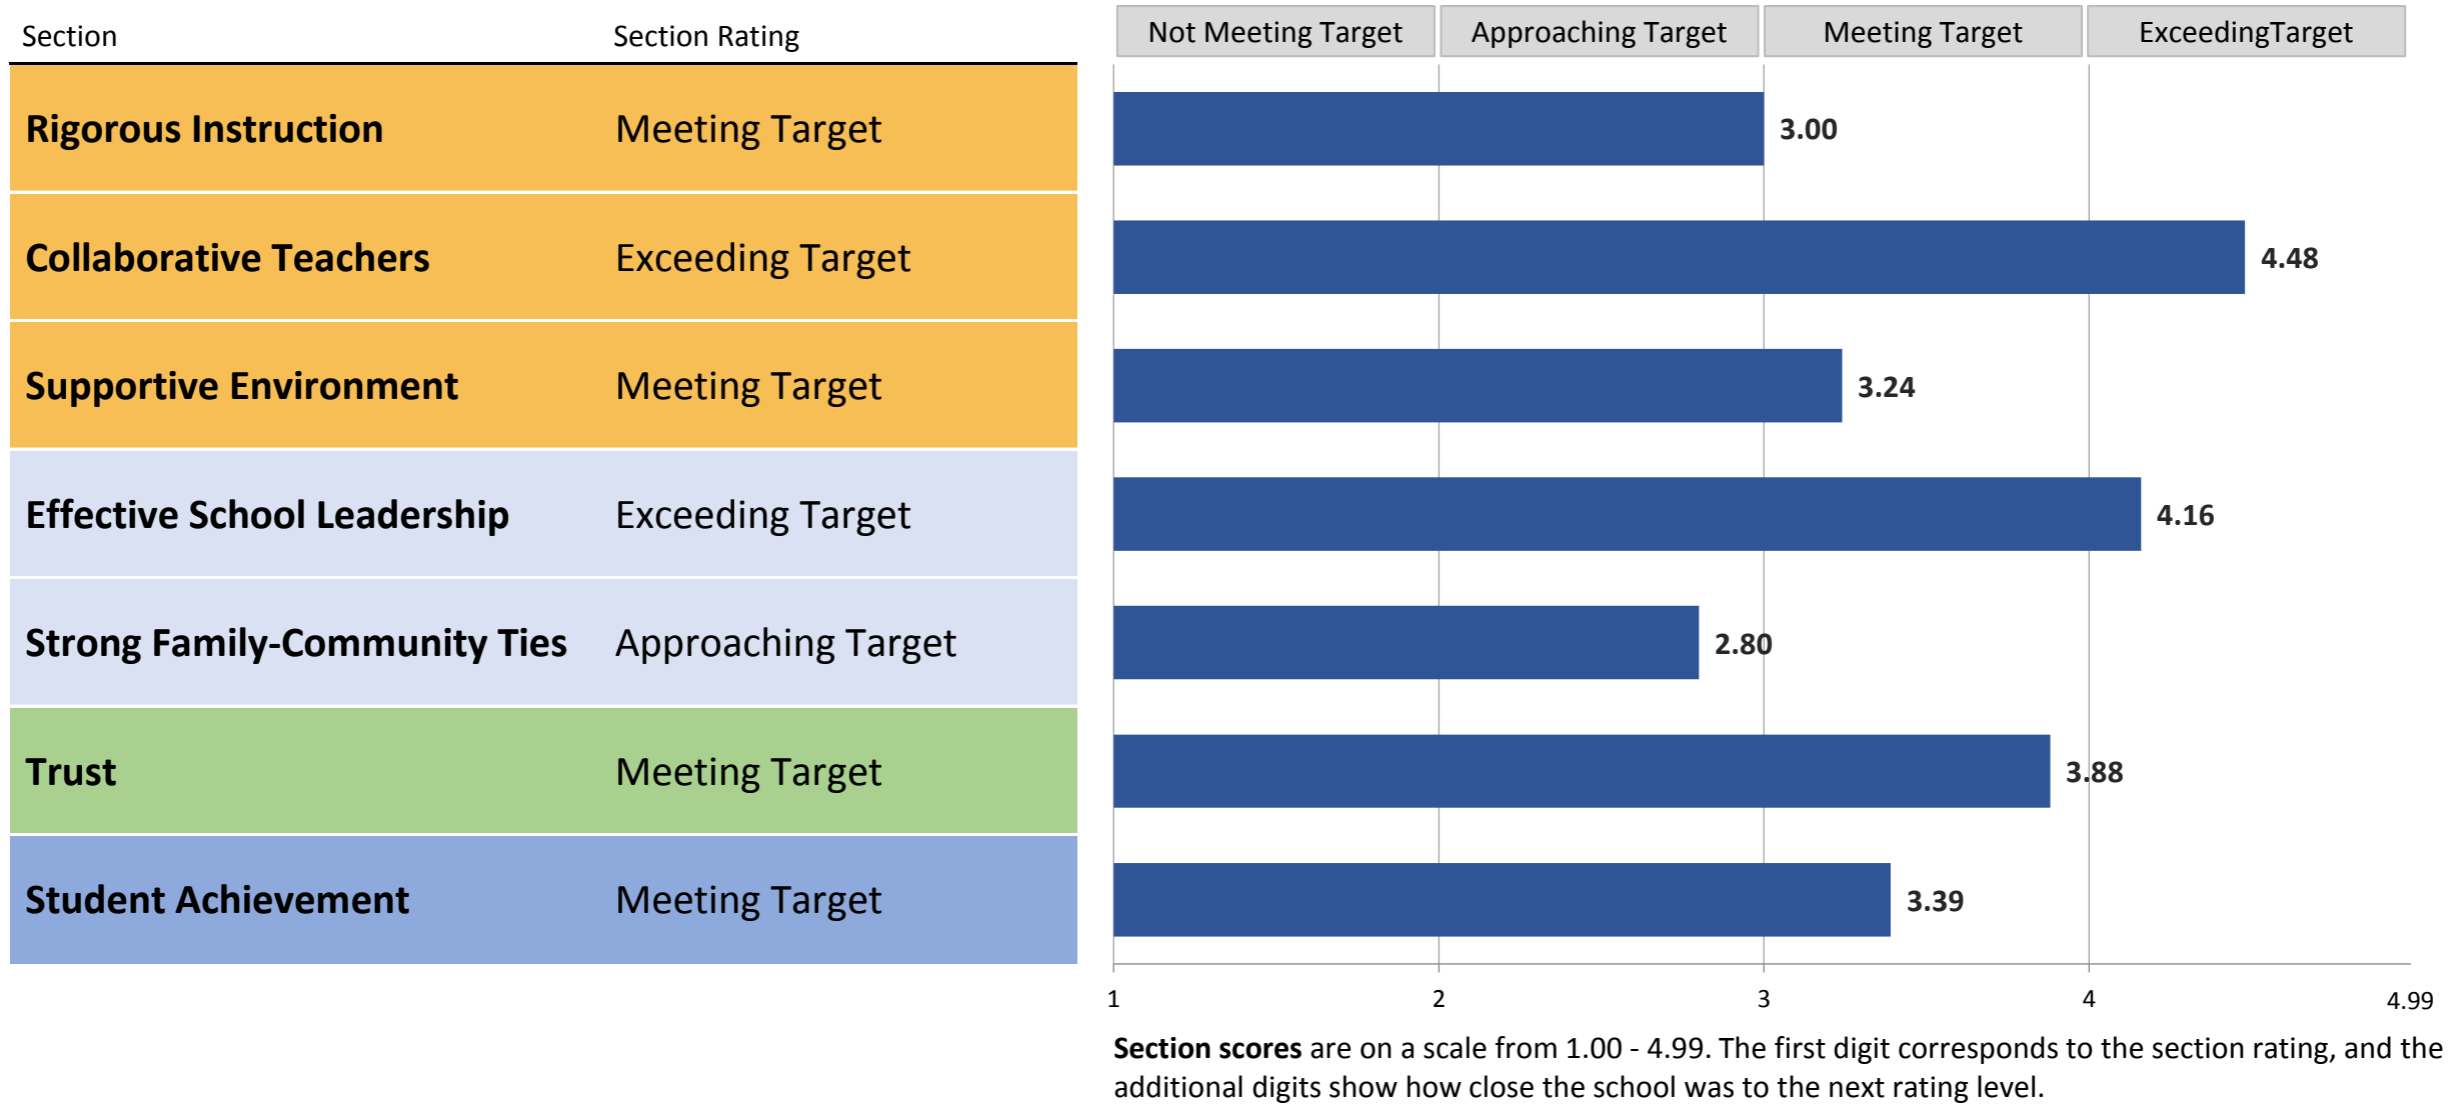 Section Section Rating Not Meeting Target Approaching Target Meeting Target ExceedingTarget
Rigorous Instruction Meeting Target 3.00
Collaborative Teachers Exceeding Target 4.48
Supportive Environment Meeting Target 3.24
Effective School Leadership Exceeding Target 4.16
Strong Family-Community Ties Approaching Target 2.80
Trust Meeting Target 3.88
Student Achievement Meeting Target 3.39
1 2 3 4 4.99
Section scores are on a scale from 1.00 - 4.99. The first digit corresponds to the section rating, and the
additional digits show how close the school was to the next rating level.